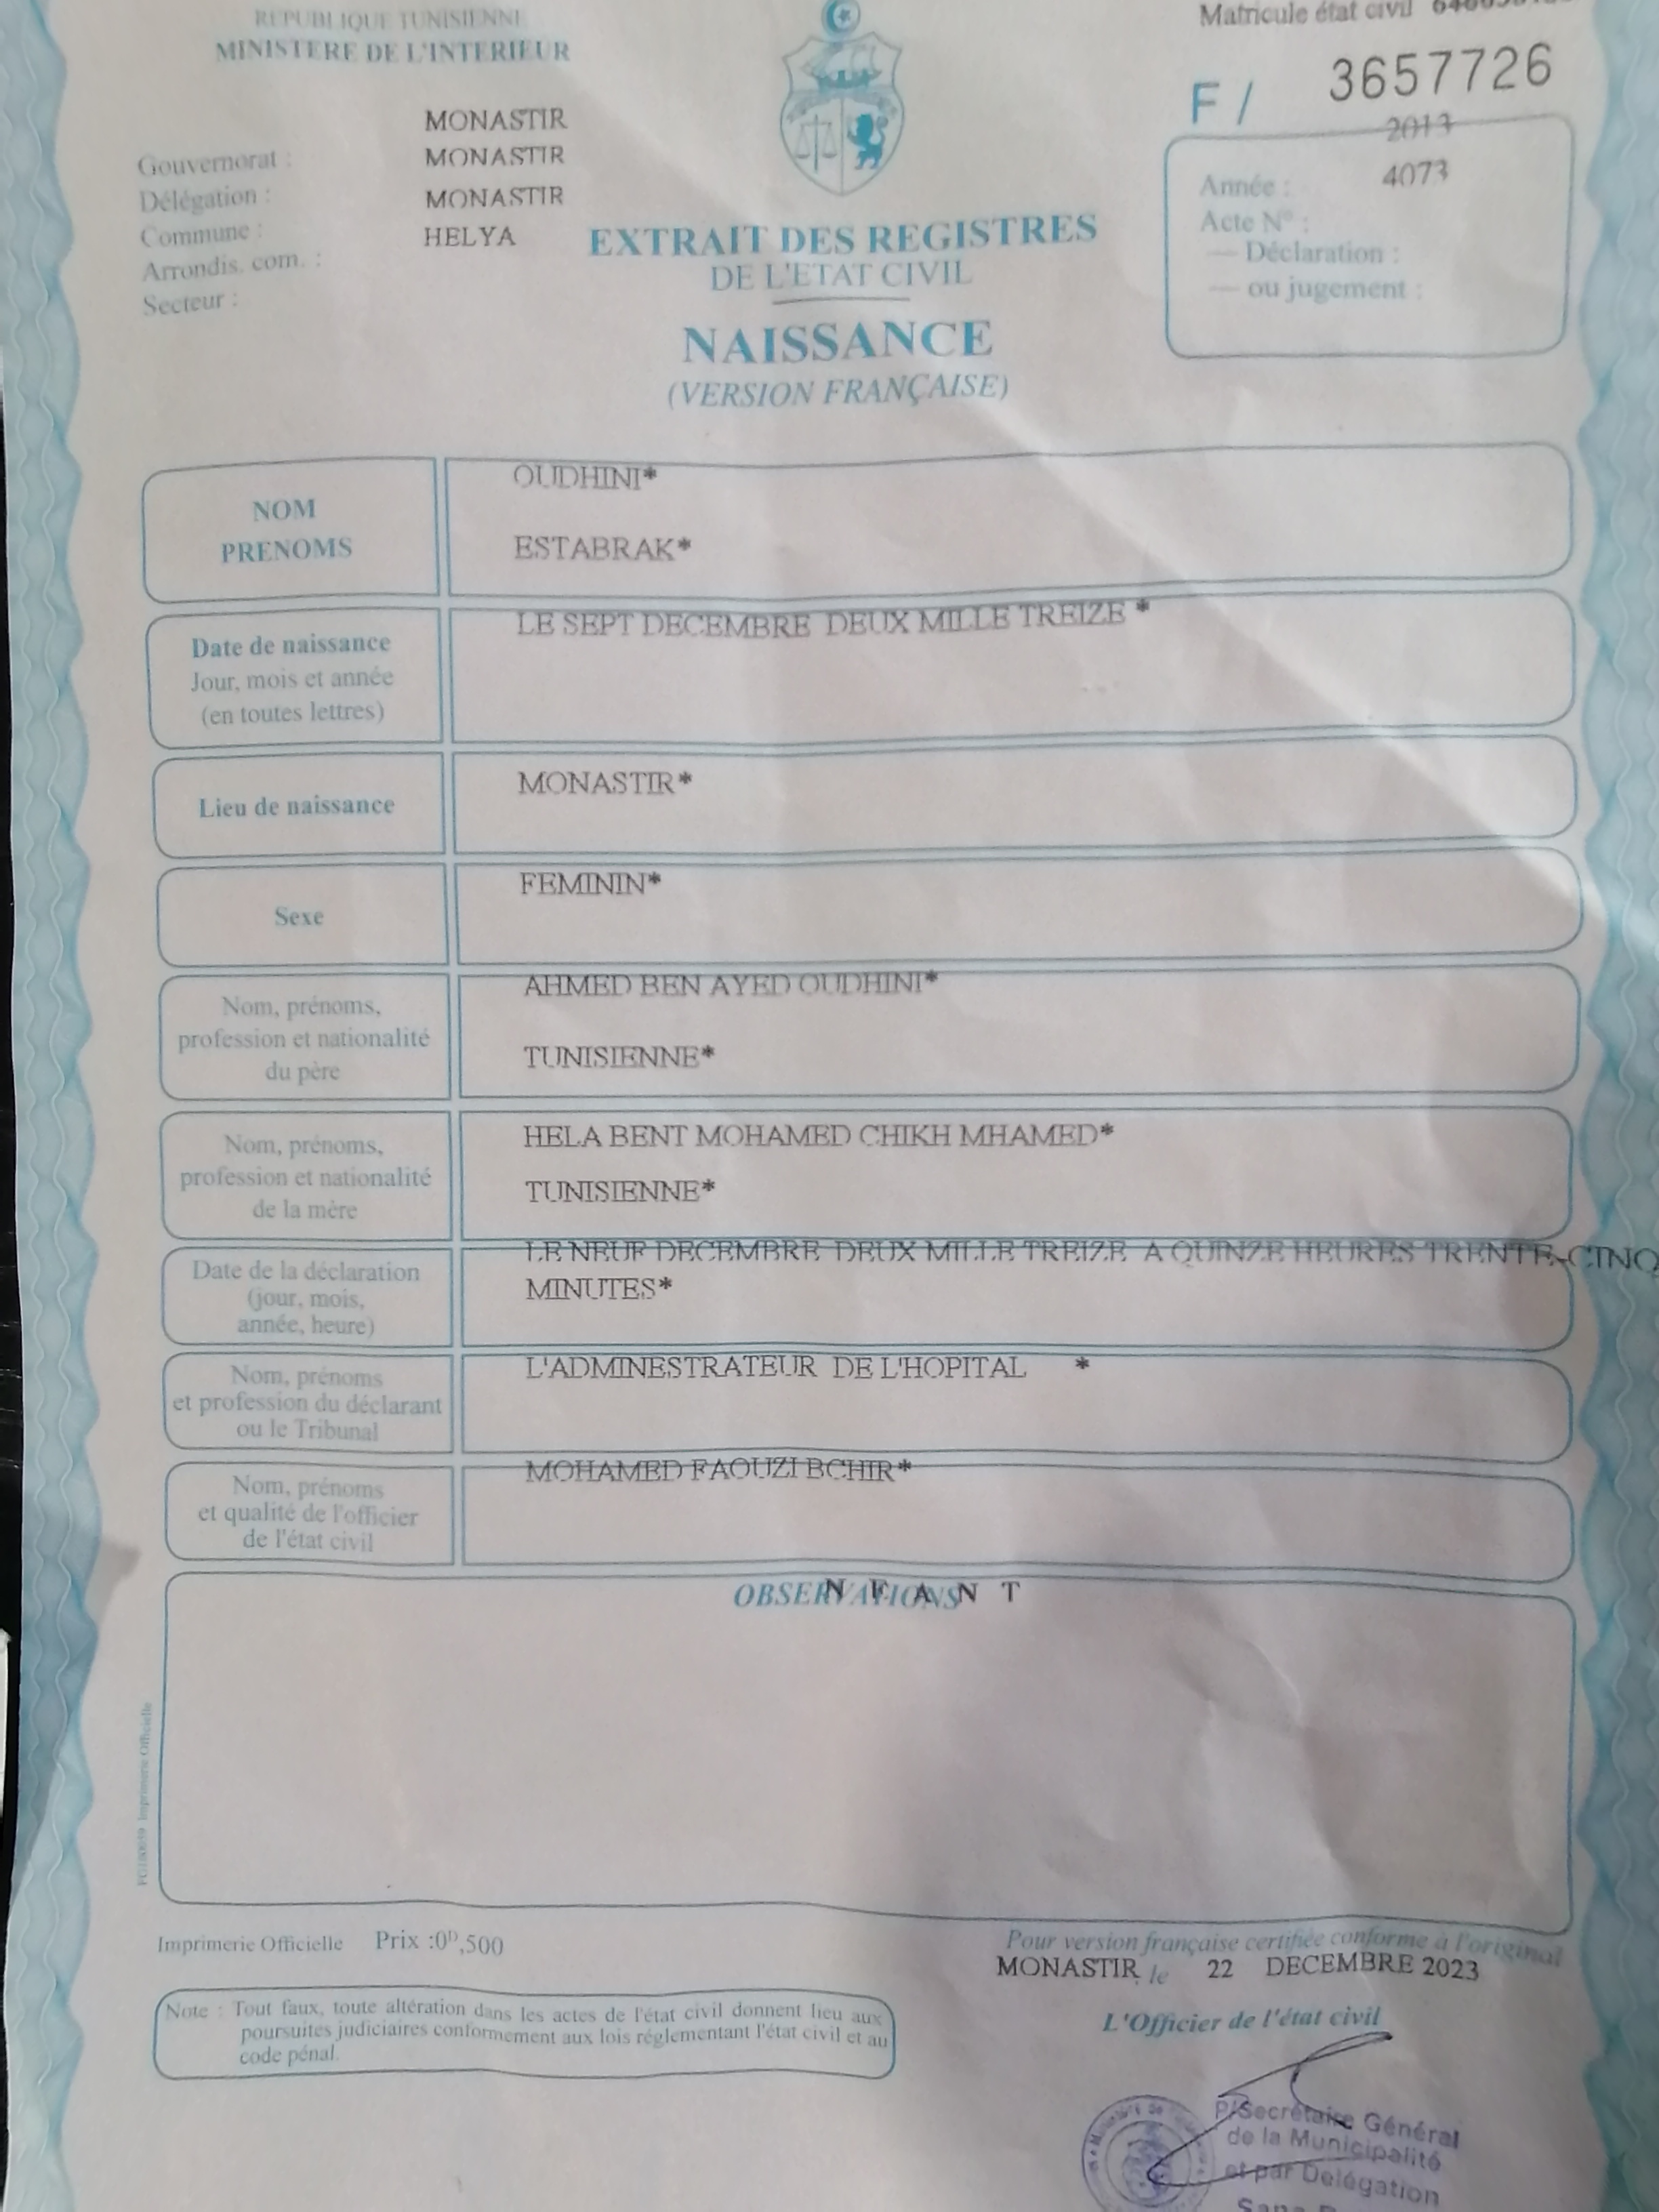 REPUBLIQUE TUNISIENNE
MINISTERE DE L'INTERIEUR
Matricule état civil
F / 3657726
MONASTIR
Gouvernorat : MONASTIR
Délégation : MONASTIR
Commune : HELYA
Arrondis. com. :
Secteur :
2013
Année : 4073
Acte N° :
— Déclaration :
— ou jugement :
EXTRAIT DES REGISTRES
DE L'ETAT CIVIL
NAISSANCE
(VERSION FRANÇAISE)
NOM
PRENOMS
OUDHINI*
ESTABRAK*
Date de naissance
Jour, mois et année
(en toutes lettres)
LE SEPT DECEMBRE DEUX MILLE TREIZE *
Lieu de naissance
MONASTIR*
Sexe
FEMININ*
Nom, prénoms,
profession et nationalité
du père
AHMED BEN AYED OUDHINI*
TUNISIENNE*
Nom, prénoms,
profession et nationalité
de la mère
HELA BENT MOHAMED CHIKH MHAMED*
TUNISIENNE*
Date de la déclaration
(jour, mois,
année, heure)
LE NEUF DECEMBRE DEUX MILLE TREIZE A QUINZE HEURES TRENTE-CINQ
MINUTES*
Nom, prénoms
et profession du déclarant
ou le Tribunal
L'ADMINESTRATEUR DE L'HOPITAL *
Nom, prénoms
et qualité de l'officier
de l'état civil
MOHAMED FAOUZI BCHIR*
OBSERVATIONS
N F A N T
Imprimerie Officielle Prix :0ᴰ,500
Pour version française certifiée conforme à l'original
MONASTIR, le 22 DECEMBRE 2023
Note : Tout faux, toute altération dans les actes de l'état civil donnent lieu aux
poursuites judiciaires conformement aux lois réglementant l'état civil et au
code pénal.
L'Officier de l'état civil
P/Secrétaire Général
de la Municipalité
et par Delégation